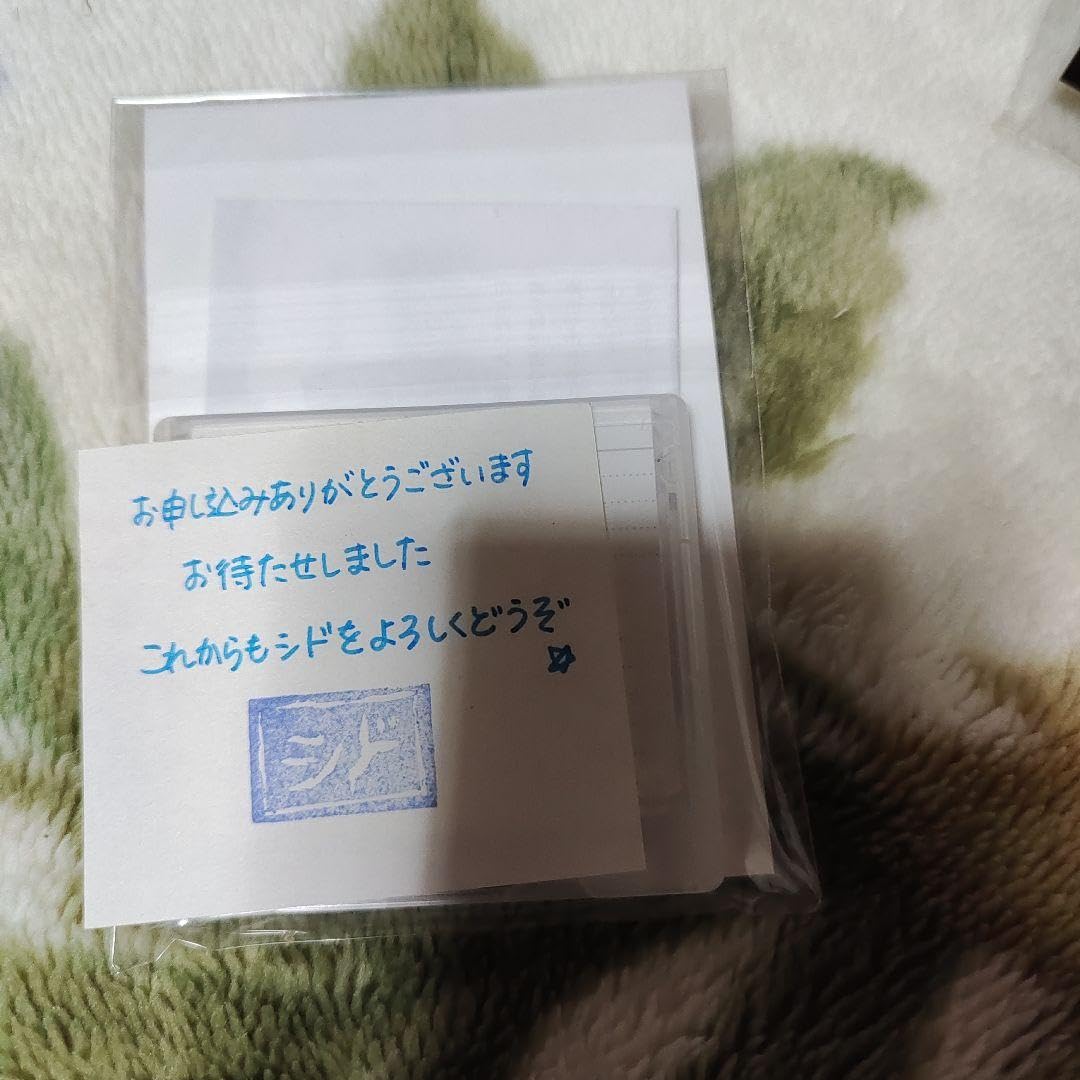 お申し込みありがとうございます
お待たせしました
これからもシドをよろしくどうぞ
☆
シド